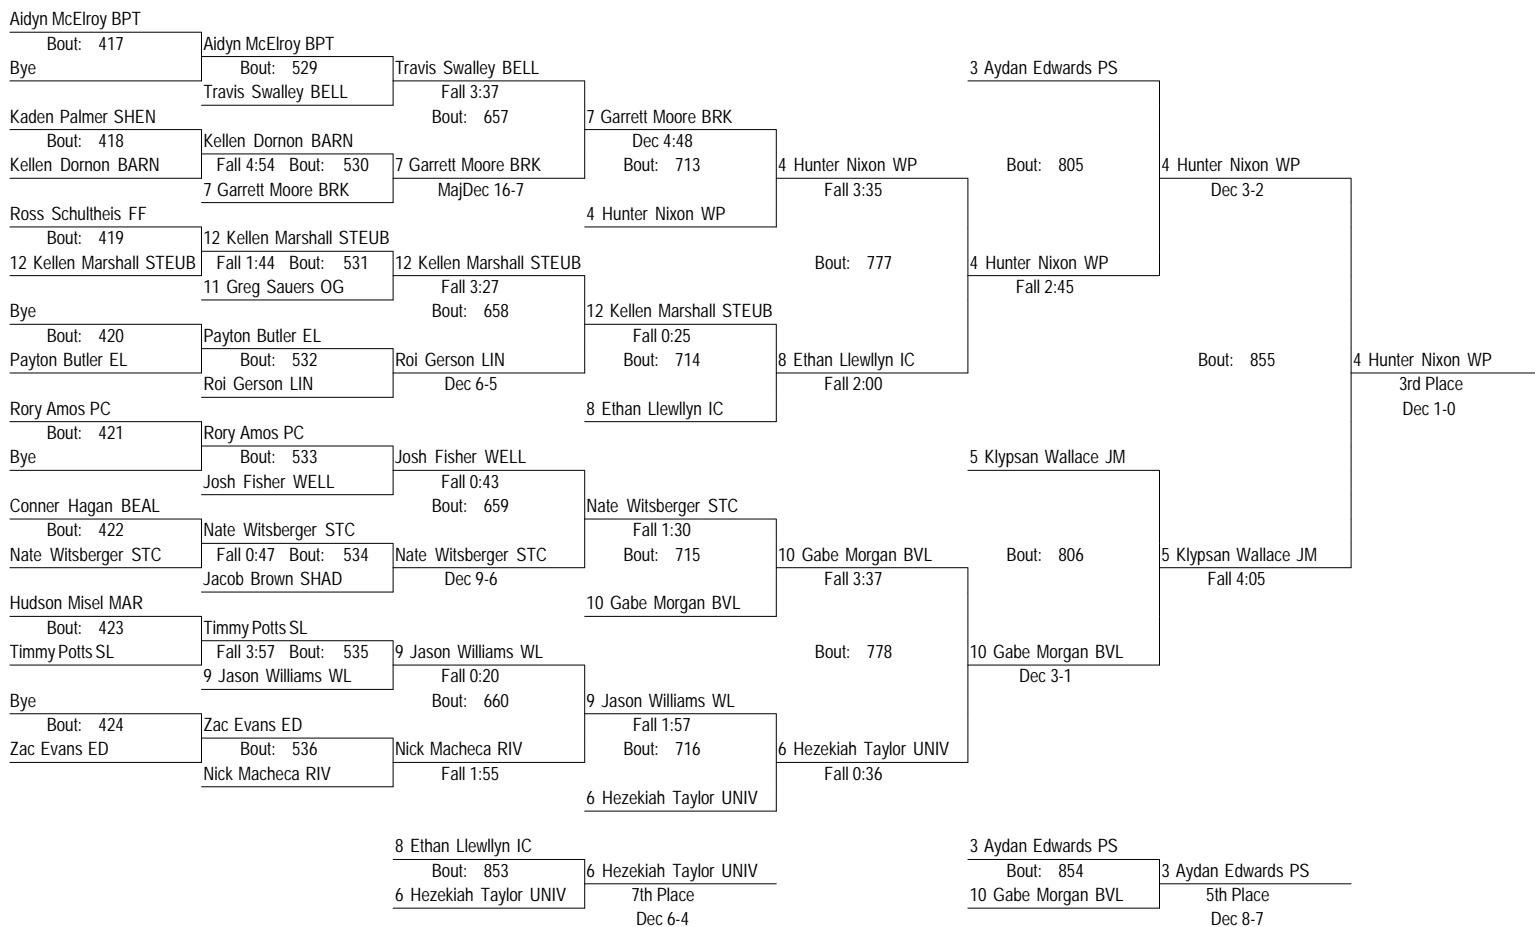 Aidyn McElroy BPT
Bout: 417
Bye
Kaden Palmer SHEN
Bout: 418
Kellen Dornon BARN
Ross Schultheis FF
Bout: 419
12 Kellen Marshall STEUB
Bye
Bout: 420
Payton Butler EL
Rory Amos PC
Bout: 421
Bye
Conner Hagan BEAL
Bout: 422
Nate Witsberger STC
Hudson Misel MAR
Bout: 423
Timmy Potts SL
Bye
Bout: 424
Zac Evans ED
Aidyn McElroy BPT
Bout: 529
Travis Swalley BELL
Kellen Dornon BARN
Fall 4:54 Bout: 530
7 Garrett Moore BRK
12 Kellen Marshall STEUB
Fall 1:44 Bout: 531
11 Greg Sauers OG
Payton Butler EL
Bout: 532
Roi Gerson LIN
Rory Amos PC
Bout: 533
Josh Fisher WELL
Nate Witsberger STC
Fall 0:47 Bout: 534
Jacob Brown SHAD
Timmy Potts SL
Fall 3:57 Bout: 535
9 Jason Williams WL
Zac Evans ED
Bout: 536
Nick Macheca RIV
Travis Swalley BELL
Fall 3:37
Bout: 657
7 Garrett Moore BRK
MajDec 16-7
12 Kellen Marshall STEUB
Fall 3:27
Bout: 658
Roi Gerson LIN
Dec 6-5
Josh Fisher WELL
Fall 0:43
Bout: 659
Nate Witsberger STC
Dec 9-6
9 Jason Williams WL
Fall 0:20
Bout: 660
Nick Macheca RIV
Fall 1:55
7 Garrett Moore BRK
Dec 4:48
Bout: 713
4 Hunter Nixon WP
12 Kellen Marshall STEUB
Fall 0:25
Bout: 714
8 Ethan Llewllyn IC
Nate Witsberger STC
Fall 1:30
Bout: 715
10 Gabe Morgan BVL
9 Jason Williams WL
Fall 1:57
Bout: 716
6 Hezekiah Taylor UNIV
4 Hunter Nixon WP
Fall 3:35
Bout: 777
8 Ethan Llewllyn IC
Fall 2:00
10 Gabe Morgan BVL
Fall 3:37
Bout: 778
6 Hezekiah Taylor UNIV
Fall 0:36
3 Aydan Edwards PS
Bout: 805
4 Hunter Nixon WP
Fall 2:45
5 Klypsan Wallace JM
Bout: 806
10 Gabe Morgan BVL
Dec 3-1
4 Hunter Nixon WP
Dec 3-2
Bout: 855
5 Klypsan Wallace JM
Fall 4:05
4 Hunter Nixon WP
3rd Place
Dec 1-0
8 Ethan Llewllyn IC
Bout: 853
6 Hezekiah Taylor UNIV
6 Hezekiah Taylor UNIV
7th Place
Dec 6-4
3 Aydan Edwards PS
Bout: 854
10 Gabe Morgan BVL
3 Aydan Edwards PS
5th Place
Dec 8-7